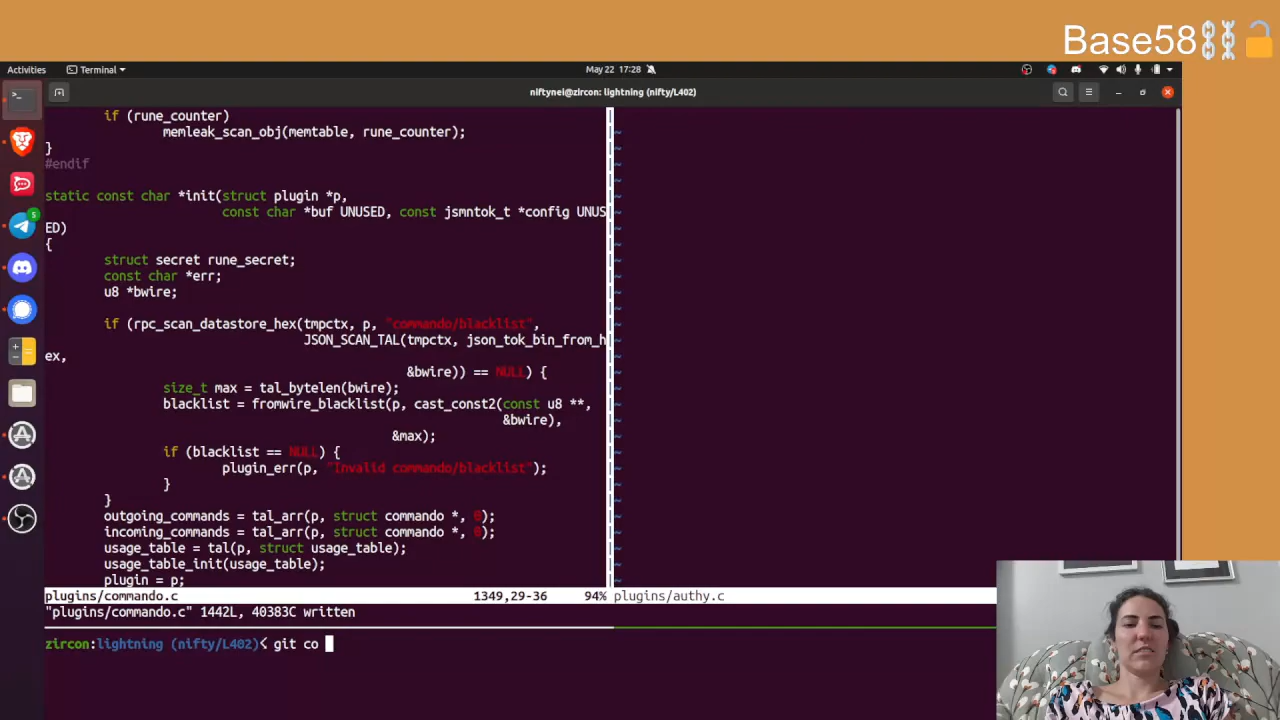 Base58
Activities
Terminal
May 22 17:28
niftynei@zircon: lightning (nifty/L402)
5
if (rune_counter)
memleak_scan_obj(memtable, rune_counter);
}
#endif
static const char *init(struct plugin *p,
const char *buf UNUSED, const jsmntok_t *config UNUS
ED)
{
struct secret rune_secret;
const char *err;
u8 *bwire;
if (rpc_scan_datastore_hex(tmpctx, p, "commando/blacklist",
JSON_SCAN_TAL(tmpctx, json_tok_bin_from_h
ex,
&bwire)) == NULL) {
size_t max = tal_bytelen(bwire);
blacklist = fromwire_blacklist(p, cast_const2(const u8 **,
&bwire),
&max);
if (blacklist == NULL) {
plugin_err(p, "Invalid commando/blacklist");
}
}
outgoing_commands = tal_arr(p, struct commando *, 0);
incoming_commands = tal_arr(p, struct commando *, 0);
usage_table = tal(p, struct usage_table);
usage_table_init(usage_table);
plugin = p;
plugins/commando.c 1349,29-36 94% plugins/authy.c
"plugins/commando.c" 1442L, 40383C written
zircon:lightning (nifty/L402)< git co